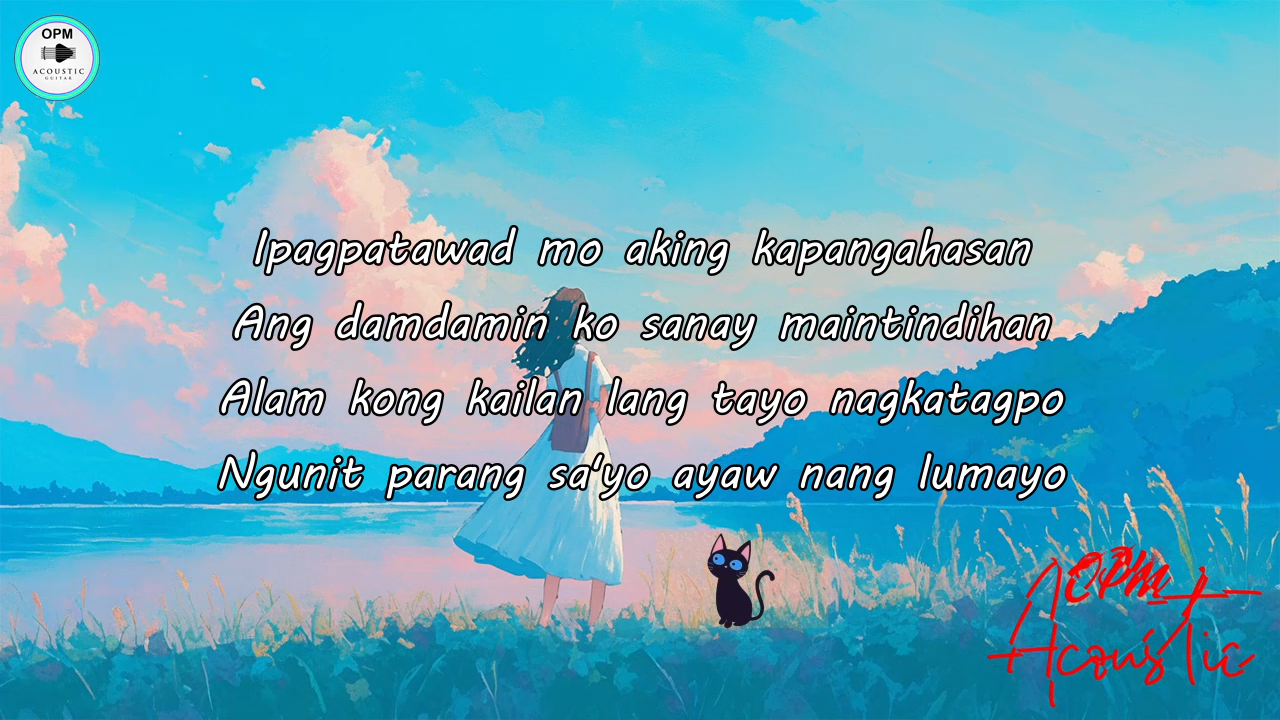 OPM
ACOUSTIC
GUITAR
Ipagpatawad mo aking kapangahasan
Ang damdamin ko sanay maintindihan
Alam kong kailan lang tayo nagkatagpo
Ngunit parang sa'yo ayaw nang lumayo
OPM
Acoustic